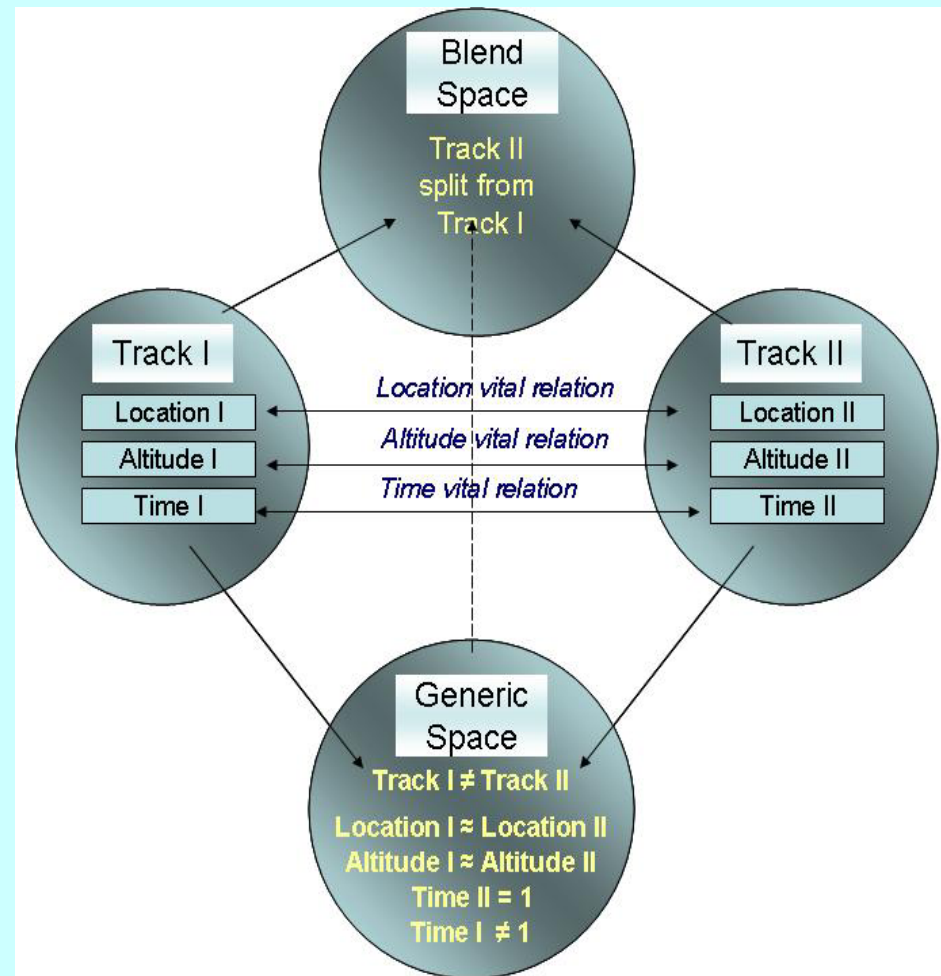 Blend
Space
Track II
split from
Track I
Track I
Location I
Altitude I
Time I
Location vital relation
Altitude vital relation
Time vital relation
Track II
Location II
Altitude II
Time II
Generic
Space
Track I ≠ Track II
Location I ≈ Location II
Altitude I ≈ Altitude II
Time II = 1
Time I ≠ 1